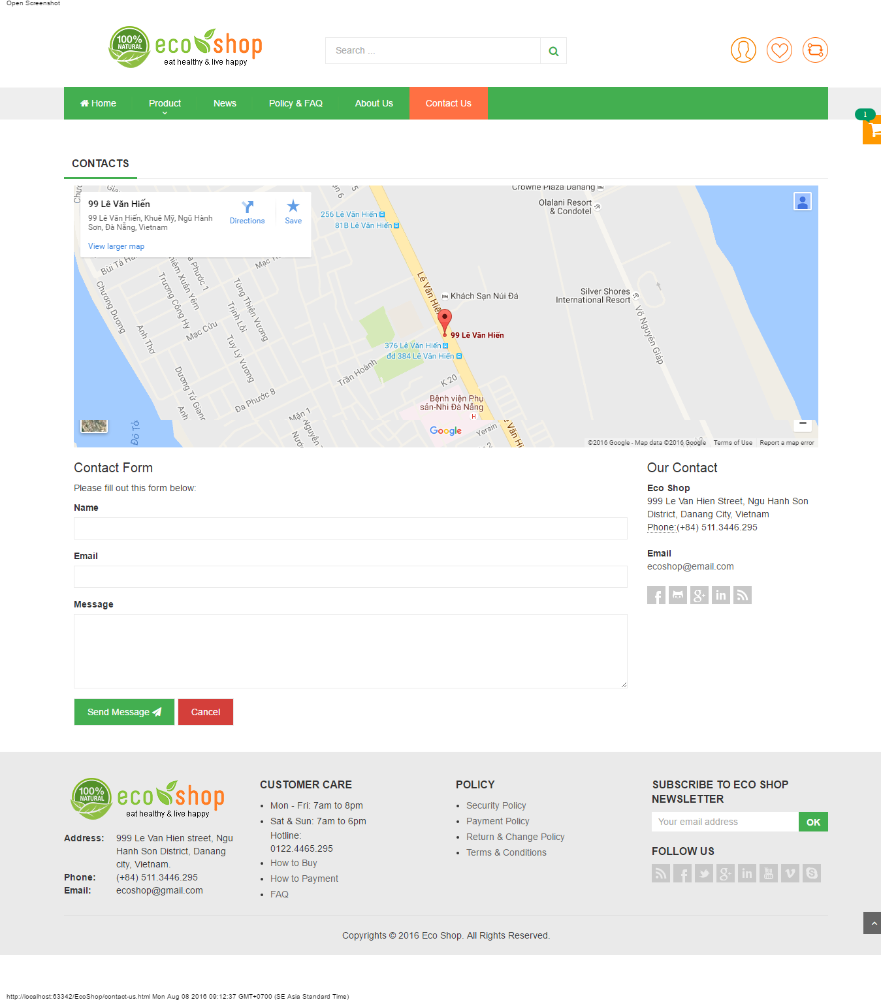 Open Screenshot
100%
NATURAL
eco shop
eat healthy & live happy
Search ...
Home
Product
News
Policy & FAQ
About Us
Contact Us
1
CONTACTS
99 Lê Văn Hiến
99 Lê Văn Hiến, Khuê Mỹ, Ngũ Hành
Sơn, Đà Nẵng, Vietnam
View larger map
Directions
Save
256 Lê Văn Hiến
81B Lê Văn Hiến
Crowne Plaza Danang
Olalani Resort
& Condotel
Bùi Tá
Mạc
Chương Dương
Trương Công Hy
Tùng Thiện Vương
Trịnh Lỗi
Mạc Cửu
Anh Thơ
Tuy Lý Vương
Lê Văn Hiến
Khách Sạn Núi Đá
Silver Shores
International Resort
Võ Nguyên Giáp
99 Lê Văn Hiến
376 Lê Văn Hiến
đd 384 Lê Văn Hiến
Trần Hoành
Dương Tử Giang
Đa Phước 8
K 20
Bệnh viện Phụ
sản-Nhi Đà Nẵng
H
Mặn 1
Yersin
Google
©2016 Google - Map data ©2016 Google
Terms of Use
Report a map error
Contact Form
Please fill out this form below:
Name
Email
Message
Send Message
Cancel
Our Contact
Eco Shop
999 Le Van Hien Street, Ngu Hanh Son
District, Danang City, Vietnam
Phone:(+84) 511.3446.295
Email
ecoshop@email.com
100%
NATURAL
eco shop
eat healthy & live happy
Address: 999 Le Van Hien street, Ngu
Hanh Son District, Danang
city, Vietnam.
Phone: (+84) 511.3446.295
Email: ecoshop@gmail.com
CUSTOMER CARE
Mon - Fri: 7am to 8pm
Sat & Sun: 7am to 6pm
Hotline:
0122.4465.295
How to Buy
How to Payment
FAQ
POLICY
Security Policy
Payment Policy
Return & Change Policy
Terms & Conditions
SUBSCRIBE TO ECO SHOP
NEWSLETTER
Your email address
OK
FOLLOW US
Copyrights © 2016 Eco Shop. All Rights Reserved.
http://localhost:63342/EcoShop/contact-us.html Mon Aug 08 2016 09:12:37 GMT+0700 (SE Asia Standard Time)